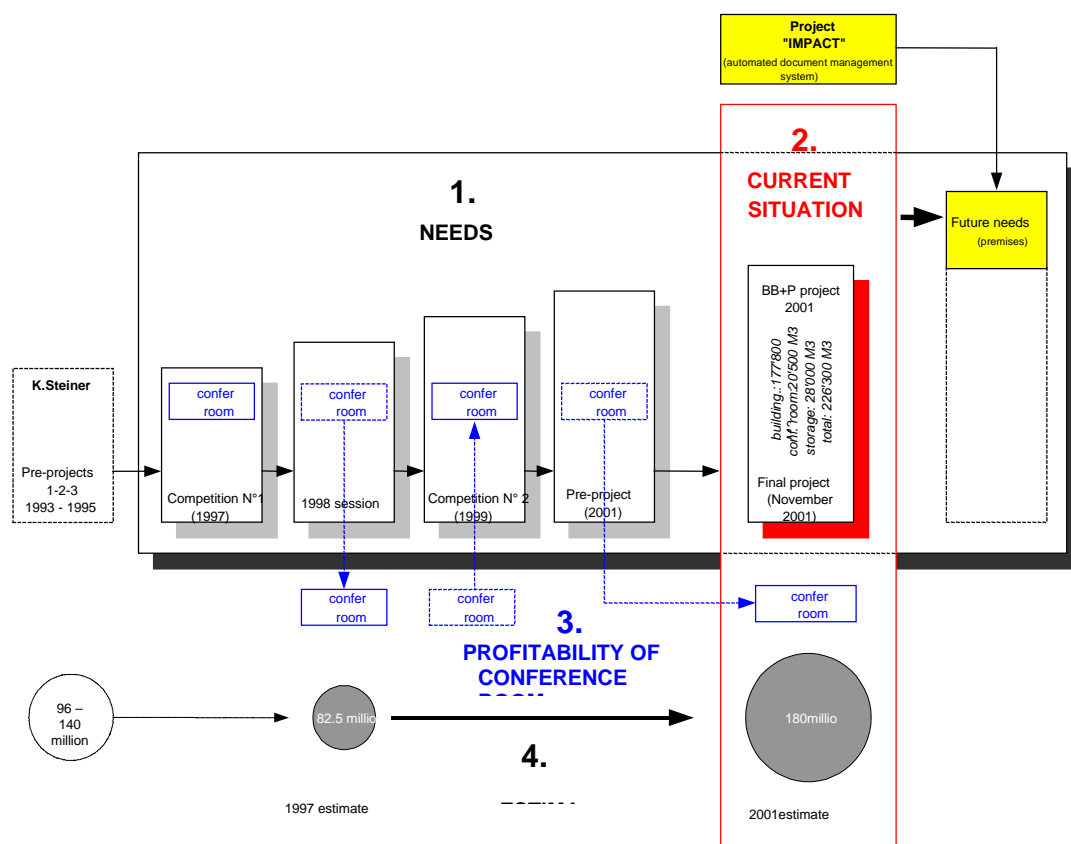 Project
"IMPACT"
(automated document management
system)
2.
CURRENT
SITUATION
1.
NEEDS
Future needs
(premises)
BB+P project
2001
building.:177'800
room:20'500 M3
storage: 28'000 M3
total: 226'300 M3
Final project
(November
2001)
K.Steiner
Pre-projects
1-2-3
1993 - 1995
confer
room
Competition N°1
(1997)
confer
room
1998 session
confer
room
Competition N° 2
(1999)
confer
room
Pre-project
(2001)
confer
room
confer
room
confer
room
3.
PROFITABILITY OF
CONFERENCE
96 –
140
million
82.5 millio
180millio
4.
1997 estimate
2001estimate